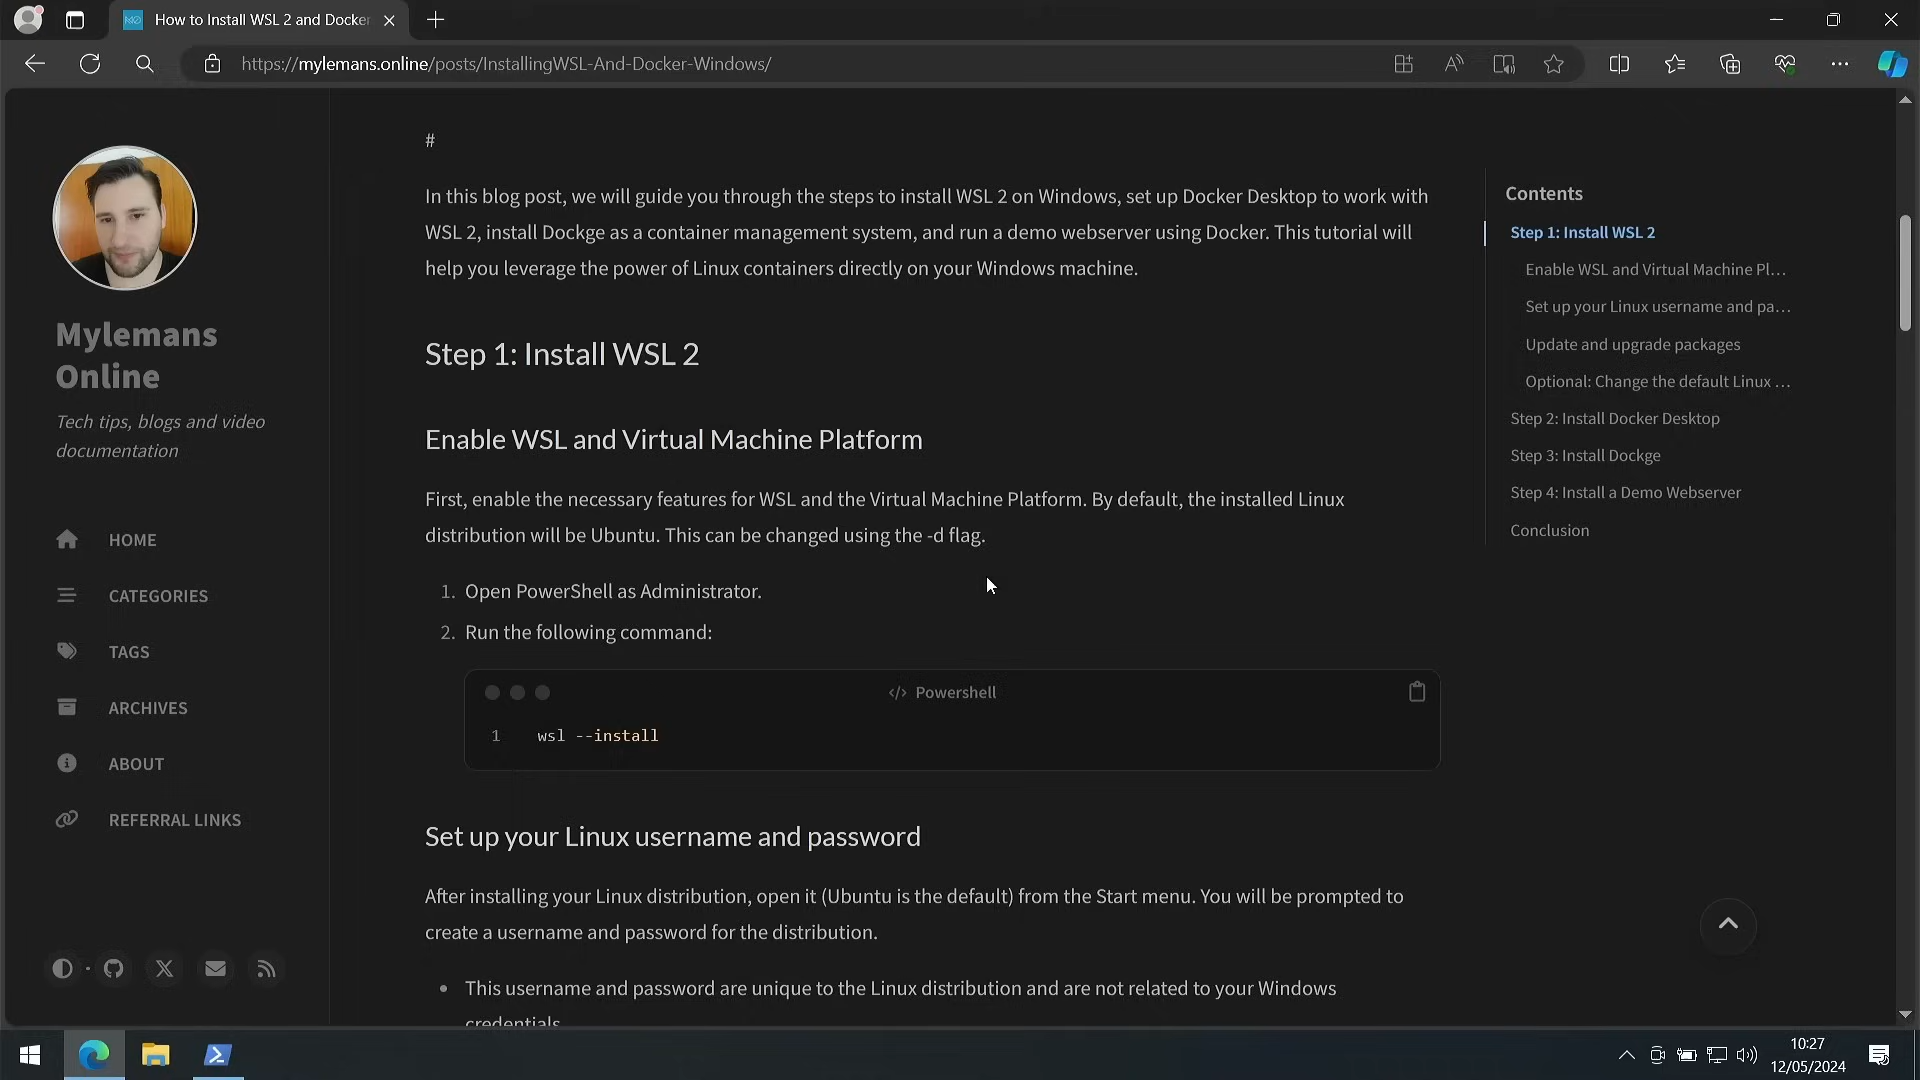 How to Install WSL 2 and Docker
https://mylemans.online/posts/InstallingWSL-And-Docker-Windows/
Mylemans
Online
Tech tips, blogs and video
documentation
HOME
CATEGORIES
TAGS
ARCHIVES
ABOUT
REFERRAL LINKS
#
In this blog post, we will guide you through the steps to install WSL 2 on Windows, set up Docker Desktop to work with
WSL 2, install Dockge as a container management system, and run a demo webserver using Docker. This tutorial will
help you leverage the power of Linux containers directly on your Windows machine.
Step 1: Install WSL 2
Enable WSL and Virtual Machine Platform
First, enable the necessary features for WSL and the Virtual Machine Platform. By default, the installed Linux
distribution will be Ubuntu. This can be changed using the -d flag.
1. Open PowerShell as Administrator.
2. Run the following command:
</> Powershell
1 wsl --install
Set up your Linux username and password
After installing your Linux distribution, open it (Ubuntu is the default) from the Start menu. You will be prompted to
create a username and password for the distribution.
• This username and password are unique to the Linux distribution and are not related to your Windows
credentials
Contents
Step 1: Install WSL 2
Enable WSL and Virtual Machine Pl...
Set up your Linux username and pa...
Update and upgrade packages
Optional: Change the default Linux ...
Step 2: Install Docker Desktop
Step 3: Install Dockge
Step 4: Install a Demo Webserver
Conclusion
10:27
12/05/2024